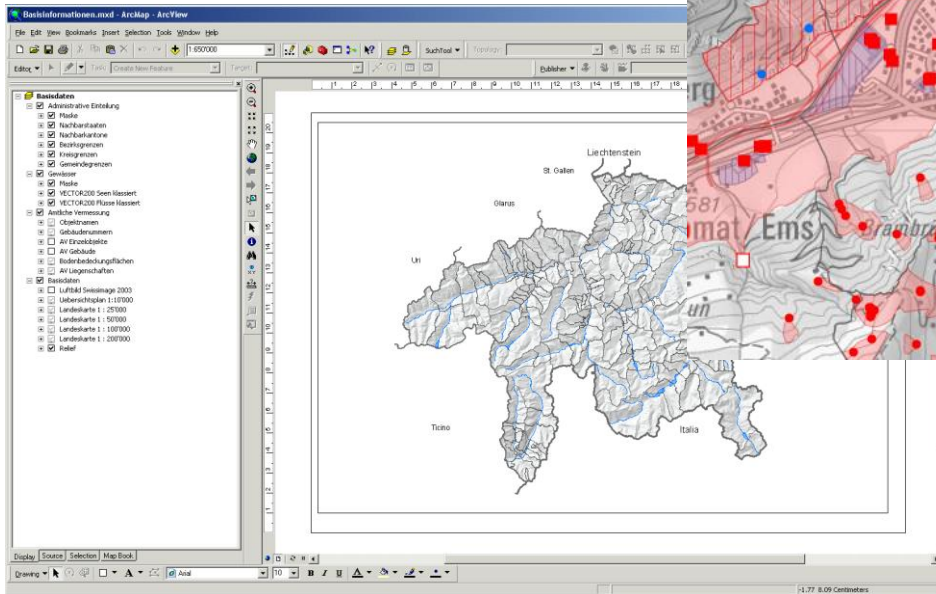 Basisinformationen.mxd - ArcMap - ArcView
File Edit View Bookmarks Insert Selection Tools Window Help
1:650'000
SuchTool
Topology:
Editor
Task: Create New Feature
Target:
Publisher
Basisdaten
Administrative Einteilung
Maske
Nachbarstaaten
Nachbarkantone
Bezirksgrenzen
Kreisgrenzen
Gemeindegrenzen
Gewässer
Maske
VECTOR200 Seen klassiert
VECTOR200 Flüsse klassiert
Amtliche Vermessung
Objektnamen
Gebäudenummern
AV Einzelobjekte
AV Gebäude
Bodenbedeckungsflächen
AV Liegenschaften
Basisdaten
Luftbild Swissimage 2003
Uebersichtsplan 1:10'000
Landeskarte 1 : 25'000
Landeskarte 1 : 50'000
Landeskarte 1 : 100'000
Landeskarte 1 : 200'000
Relief
Liechtenstein
St. Gallen
Glarus
Uri
Ticino
Italia
erg
581
mat/Ems
un
Display Source Selection Map Book
Drawing
A
Arial
10
B I U A
-1.77 8.09 Centimeters